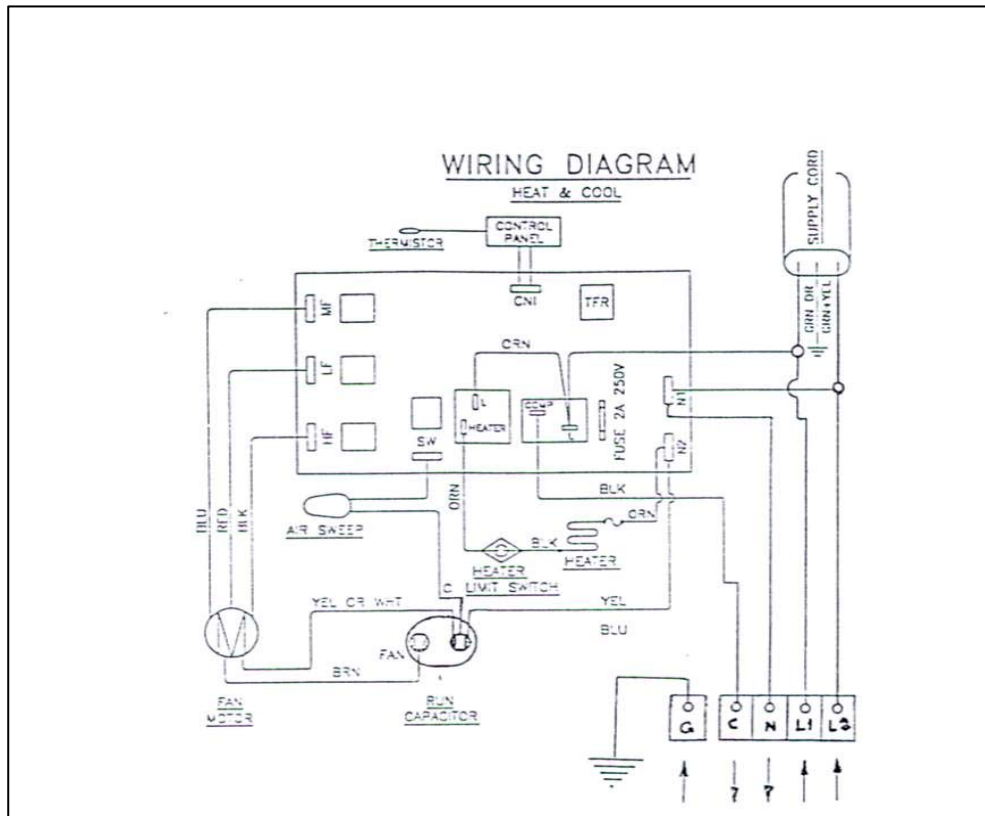 WIRING DIAGRAM
HEAT & COOL
SUPPLY CORD
CONTROL
PANEL
THERMISTOR
CN1
TFR
GRN OR
GRN+YEL
MF
LF
HF
ORN
L
HEATER
COMP
L
FUSE 2A 250V
N1
N2
SW
BLU
RED
BLK
AIR SWEEP
ORN
BLK
ORN
BLK
HEATER
LIMIT SWITCH
HEATER
C
YEL OR WHT
YEL
BLU
FAN
BRN
FAN
MOTOR
RUN
CAPACITOR
G
C
N
L1
L2
? ?